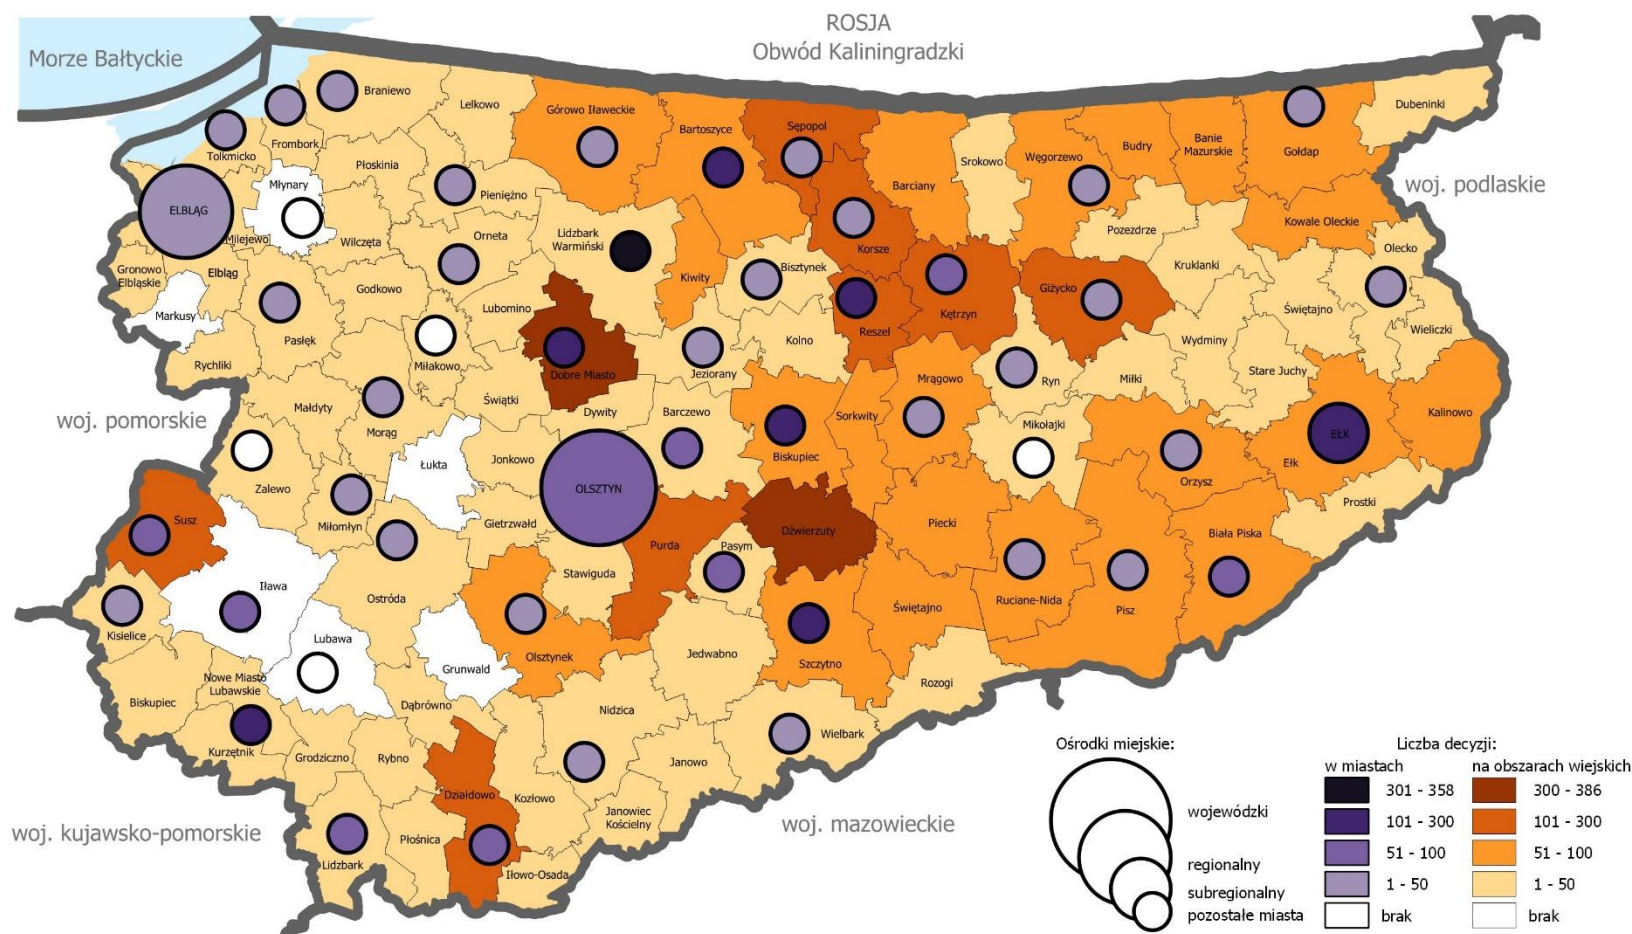 ROSJA
Obwód Kaliningradzki
Morze Bałtyckie
Braniewo
Lelkowo
Dubeninki
Górowo Iławeckie
Bartoszyce
Sępopol
Frombork
Tolkmicko
Płoskinia
Srokowo
Węgorzewo
Budry
Banie
Mazurskie
Gołdap
Barciany
woj. podlaskie
Młynary
Pieniężno
ELBLĄG
Milejewo
Wilczęta
Orneta
Lidzbark
Warmiński
Korsze
Pozezdrze
Kowale Oleckie
Olecko
Gronowo
Elbląskie
Elbląg
Godkowo
Kiwity
Bisztynek
Kruklanki
Giżycko
Markusy
Pasłęk
Lubomino
Reszel
Kętrzyn
Świętajno
Wieliczki
Rychliki
Miłakowo
Dobre Miasto
Jeziorany
Kolno
Wydminy
Stare Juchy
Ryn
Miłki
Mrągowo
Małdyty
Świątki
Dywity
Barczewo
Sorkwity
woj. pomorskie
Morąg
Mikołajki
Kalinowo
EŁK
Ełk
Łukta
Jonkowo
Biskupiec
Orzysz
Zalewo
OLSZTYN
Prostki
Miłomłyn
Gietrzwałd
Susz
Purda
Dźwierzuty
Piecki
Biała Piska
Pasym
Stawiguda
Iława
Ostróda
Ruciane-Nida
Pisz
Świętajno
Kisielice
Lubawa
Olsztynek
Szczytno
Grunwald
Jedwabno
Rozogi
Nowe Miasto
Lubawskie
Biskupiec
Dąbrówno
Nidzica
Wielbark
Kurzętnik
Grodziczno
Rybno
Janowo
Działdowo
Kozłowo
Janowiec
Kościelny
woj. kujawsko-pomorskie
woj. mazowieckie
Płośnica
Lidzbark
Iłowo-Osada
Ośrodki miejskie:
wojewódzki
regionalny
subregionalny
pozostałe miasta
Liczba decyzji:
w miastach
na obszarach wiejskich
301 - 358
300 - 386
101 - 300
101 - 300
51 - 100
51 - 100
1 - 50
1 - 50
brak
brak